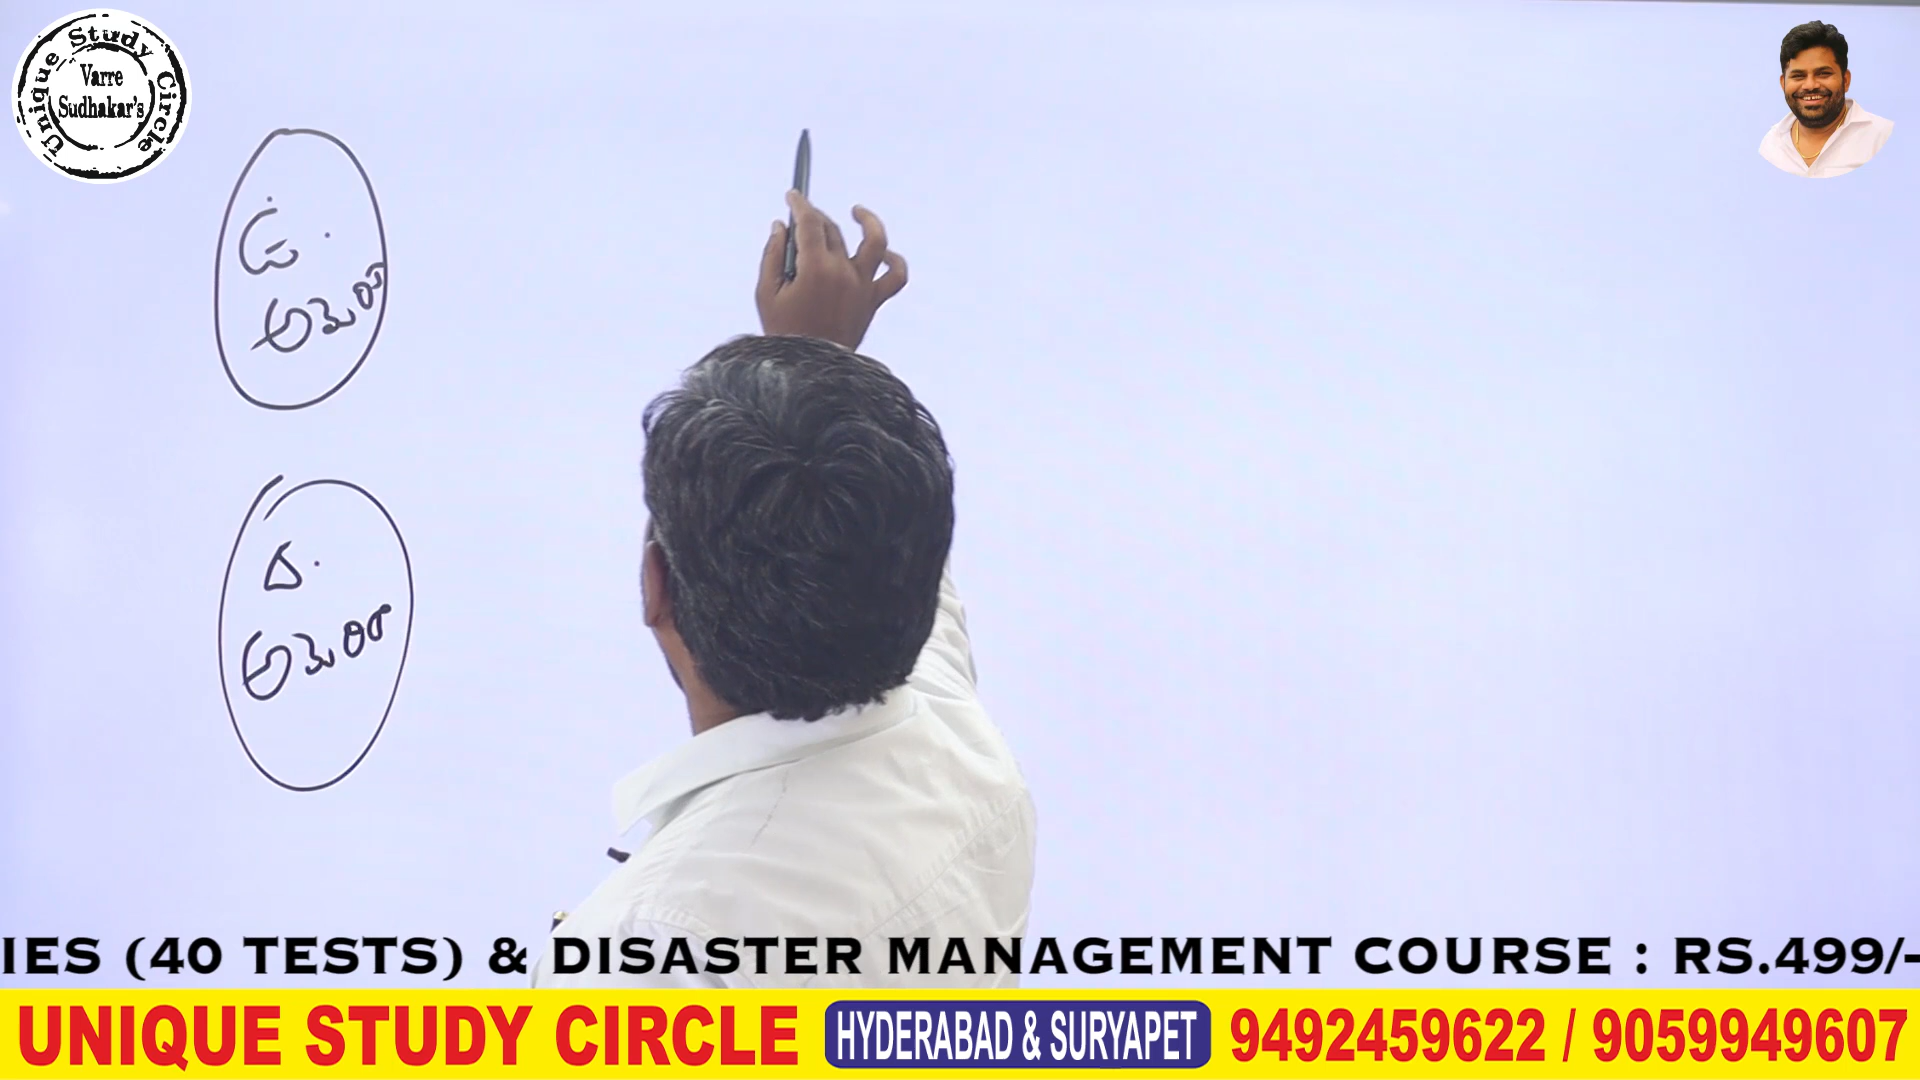 Unique Study Circle
Varre
Sudhakar's
ఉ.
అమెరి
ద.
అమెరి
IES (40 TESTS) & DISASTER MANAGEMENT COURSE : RS.499/-
UNIQUE STUDY CIRCLE HYDERABAD & SURYAPET 9492459622 / 9059949607